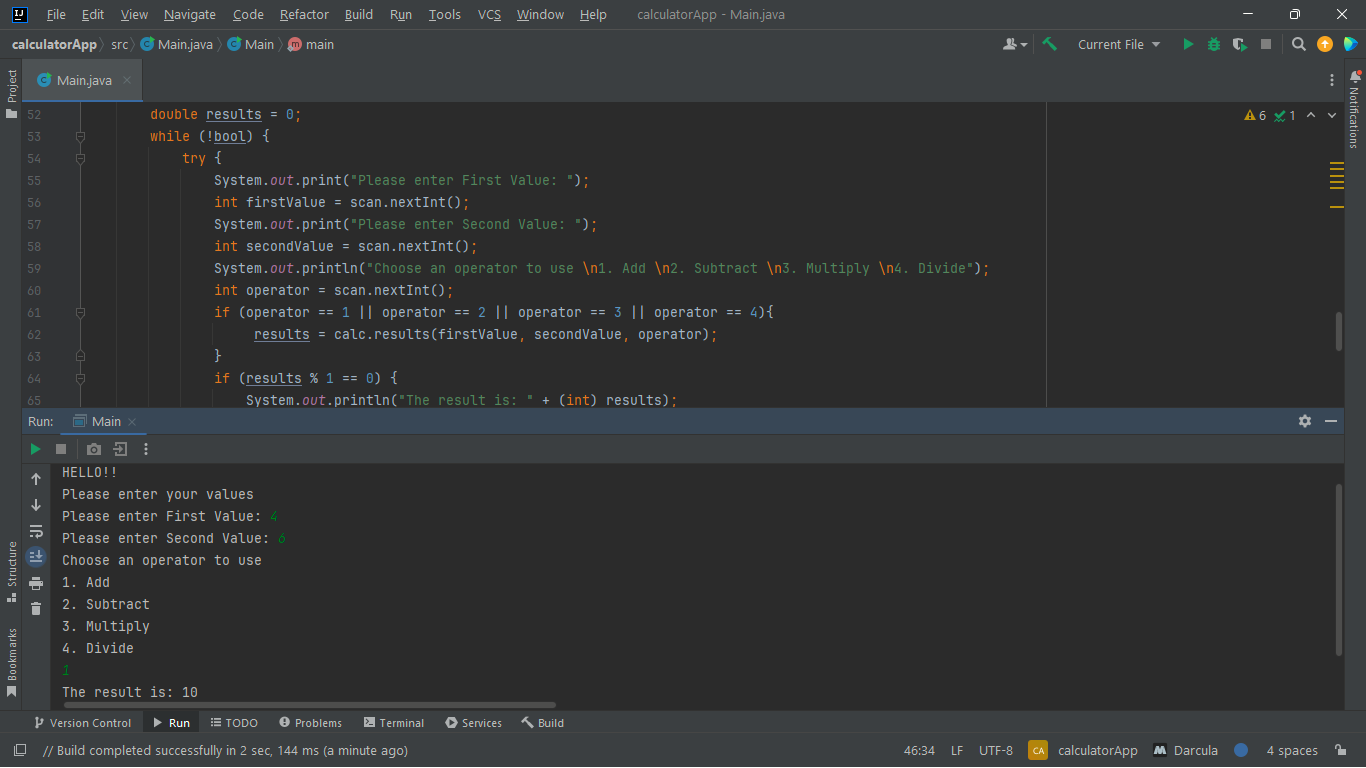 File Edit View Navigate Code Refactor Build Run Tools VCS Window Help calculatorApp - Main.java
calculatorApp src Main.java Main main Current File
Project
Main.java
Notifications
6 1
52 double results = 0;
53 while (!bool) {
54 try {
55 System.out.print("Please enter First Value: ");
56 int firstValue = scan.nextInt();
57 System.out.print("Please enter Second Value: ");
58 int secondValue = scan.nextInt();
59 System.out.println("Choose an operator to use \n1. Add \n2. Subtract \n3. Multiply \n4. Divide");
60 int operator = scan.nextInt();
61 if (operator == 1 || operator == 2 || operator == 3 || operator == 4){
62 results = calc.results(firstValue, secondValue, operator);
63 }
64 if (results % 1 == 0) {
65 System.out.println("The result is: " + (int) results);
Run: Main
HELLO!!
Please enter your values
Please enter First Value: 4
Please enter Second Value: 6
Choose an operator to use
1. Add
2. Subtract
3. Multiply
4. Divide
1
The result is: 10
Structure
Bookmarks
Version Control Run TODO Problems Terminal Services Build
// Build completed successfully in 2 sec, 144 ms (a minute ago) 46:34 LF UTF-8 CA calculatorApp Darcula 4 spaces